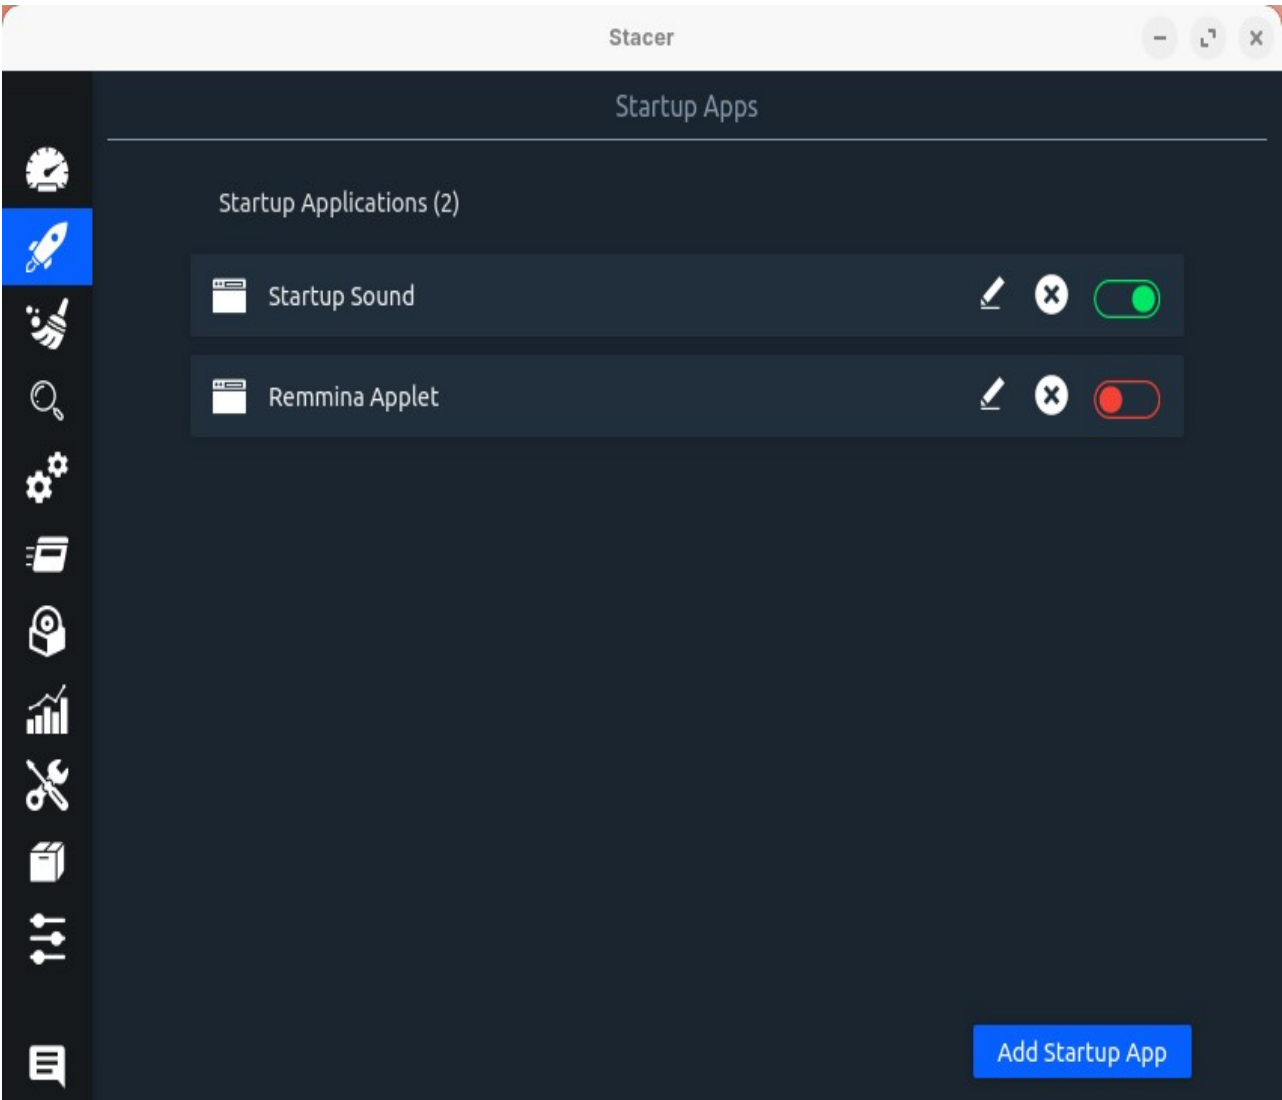 Stacer
Startup Apps
Startup Applications (2)
Startup Sound
Remmina Applet
Add Startup App